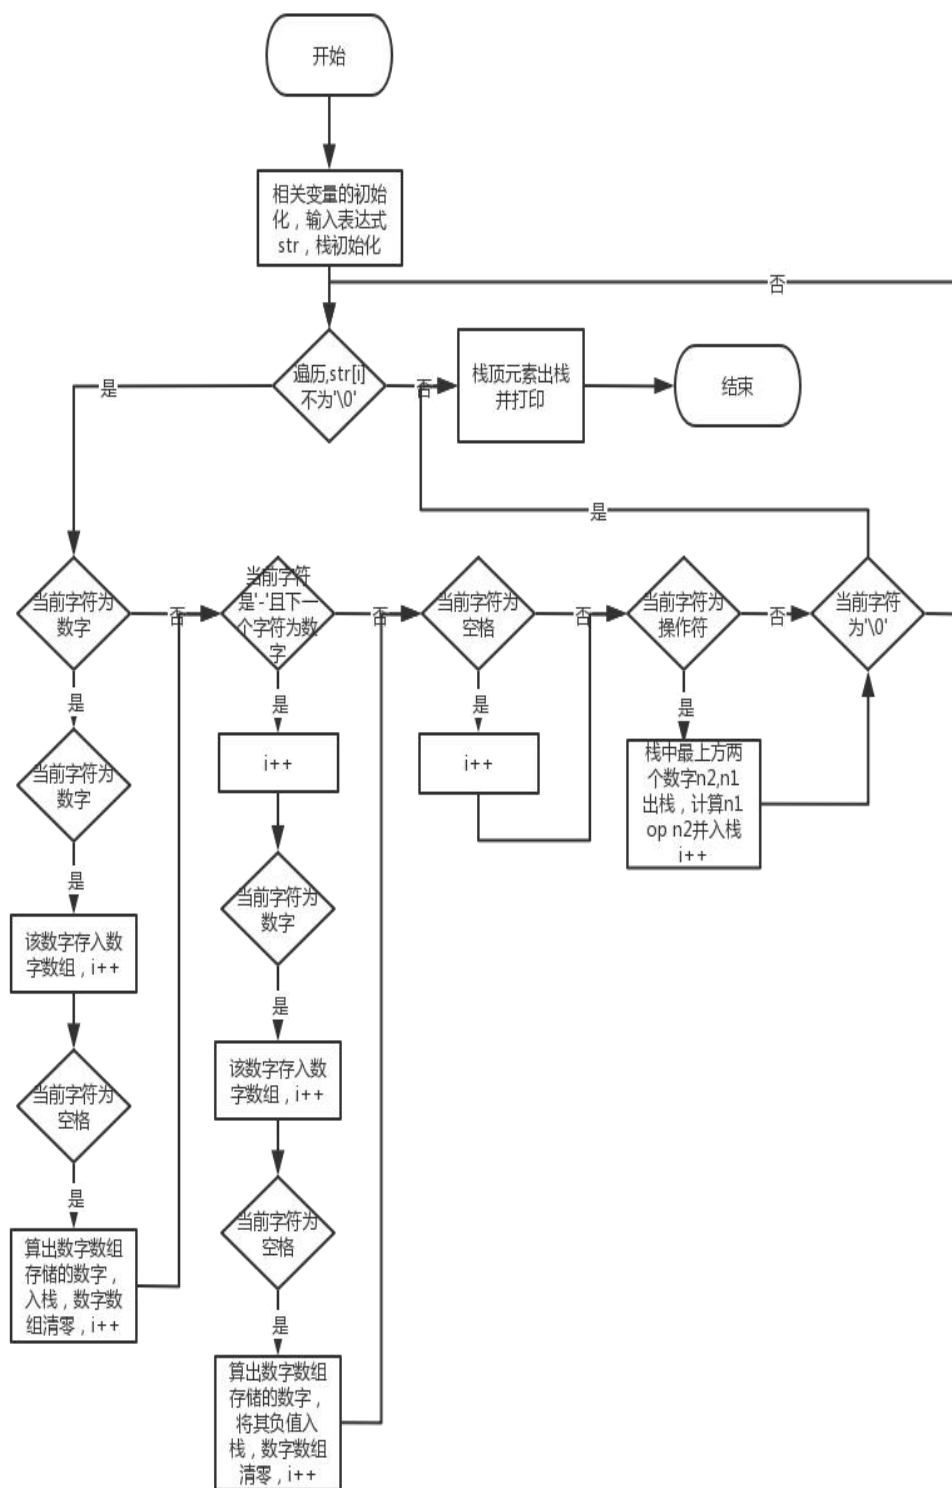 开始
相关变量的初始
化，输入表达式
str，栈初始化
否
遍历,str[i]
不为'\0'
是
否
栈顶元素出栈
并打印
结束
是
当前字符为
数字
否
当前字符
是'-'且下一
个字符为数
字
否
当前字符为
空格
否
当前字符为
操作符
否
当前字符
为'\0'
是
是
是
是
当前字符为
数字
i++
i++
栈中最上方两
个数字n2,n1
出栈，计算n1
op n2并入栈
i++
是
当前字符为
数字
该数字存入数
字数组，i++
是
该数字存入数
字数组，i++
当前字符为
空格
是
当前字符为
空格
算出数字数组
存储的数字，
入栈，数字数
组清零，i++
是
算出数字数组
存储的数字，
将其负值入
栈，数字数组
清零，i++